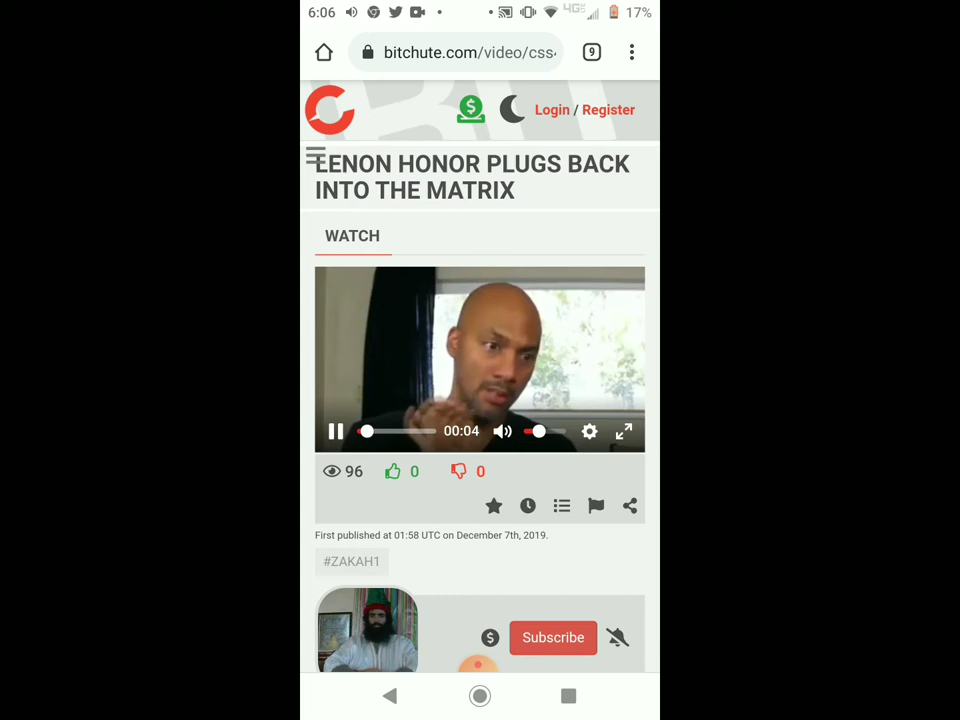 6:06
4G
17%
bitchute.com/video/css
9
Login / Register
LENON HONOR PLUGS BACK
INTO THE MATRIX
WATCH
00:04
96 0 0
First published at 01:58 UTC on December 7th, 2019.
#ZAKAH1
Subscribe